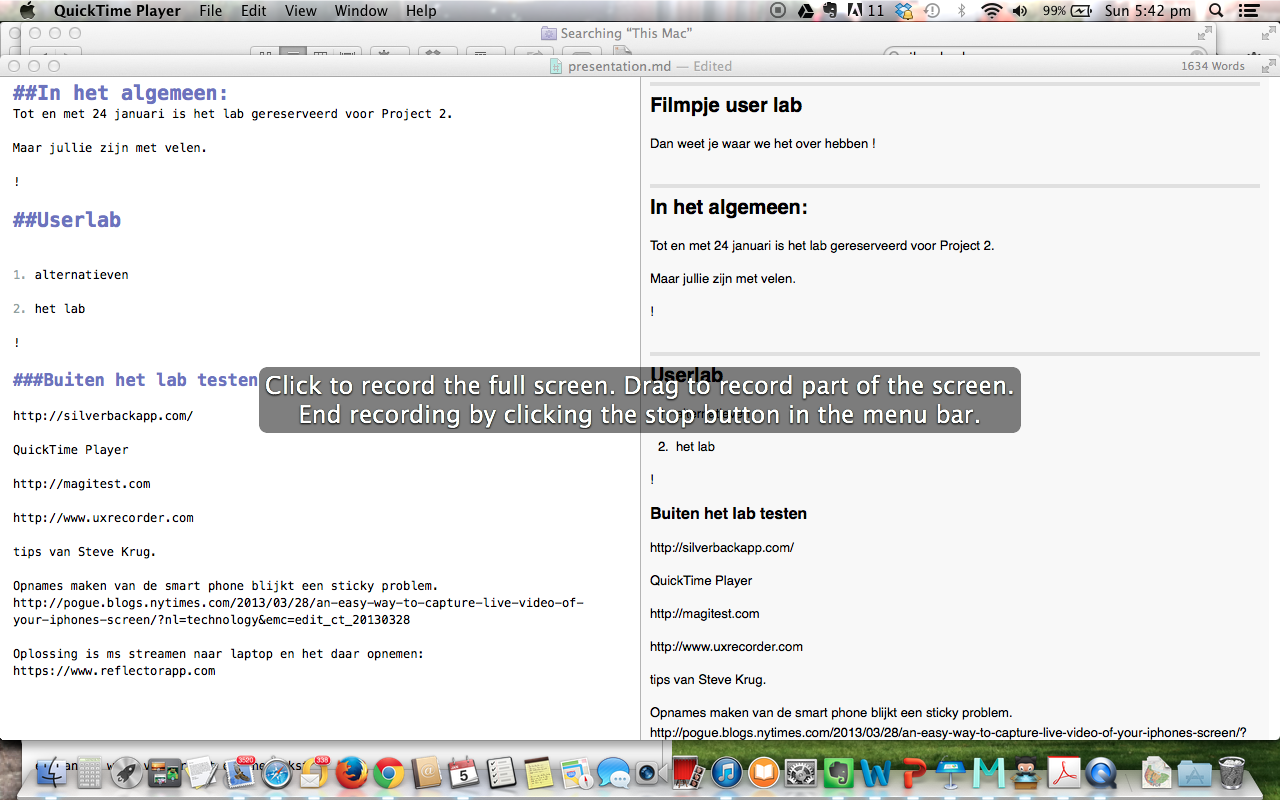 QuickTime Player File Edit View Window Help
11 99% Sun 5:42 pm
Searching "This Mac"
presentation.md — Edited
1634 Words
##In het algemeen:
Tot en met 24 januari is het lab gereserveerd voor Project 2.
Maar jullie zijn met velen.
!
##Userlab
1. alternatieven
2. het lab
!
###Buiten het lab testen
http://silverbackapp.com/
QuickTime Player
http://magitest.com
http://www.uxrecorder.com
tips van Steve Krug.
Opnames maken van de smart phone blijkt een sticky problem.
http://pogue.blogs.nytimes.com/2013/03/28/an-easy-way-to-capture-live-video-of-
your-iphones-screen/?nl=technology&emc=edit_ct_20130328
Oplossing is ms streamen naar laptop en het daar opnemen:
https://www.reflectorapp.com
Filmpje user lab
Dan weet je waar we het over hebben !
In het algemeen:
Tot en met 24 januari is het lab gereserveerd voor Project 2.
Maar jullie zijn met velen.
!
Userlab
2. het lab
!
Buiten het lab testen
http://silverbackapp.com/
QuickTime Player
http://magitest.com
http://www.uxrecorder.com
tips van Steve Krug.
Opnames maken van de smart phone blijkt een sticky problem.
http://pogue.blogs.nytimes.com/2013/03/28/an-easy-way-to-capture-live-video-of-your-iphones-screen/?
Click to record the full screen. Drag to record part of the screen.
End recording by clicking the stop button in the menu bar.
3520
338
5